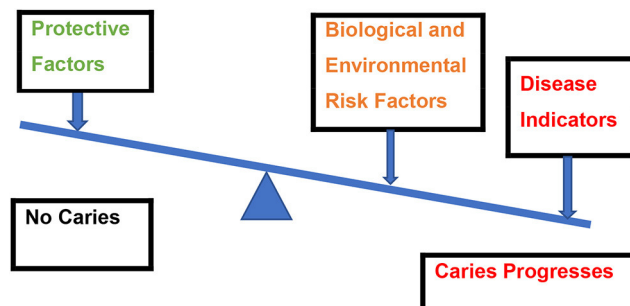 Protective
Factors
Biological and
Environmental
Risk Factors
Disease
Indicators
No Caries
Caries Progresses